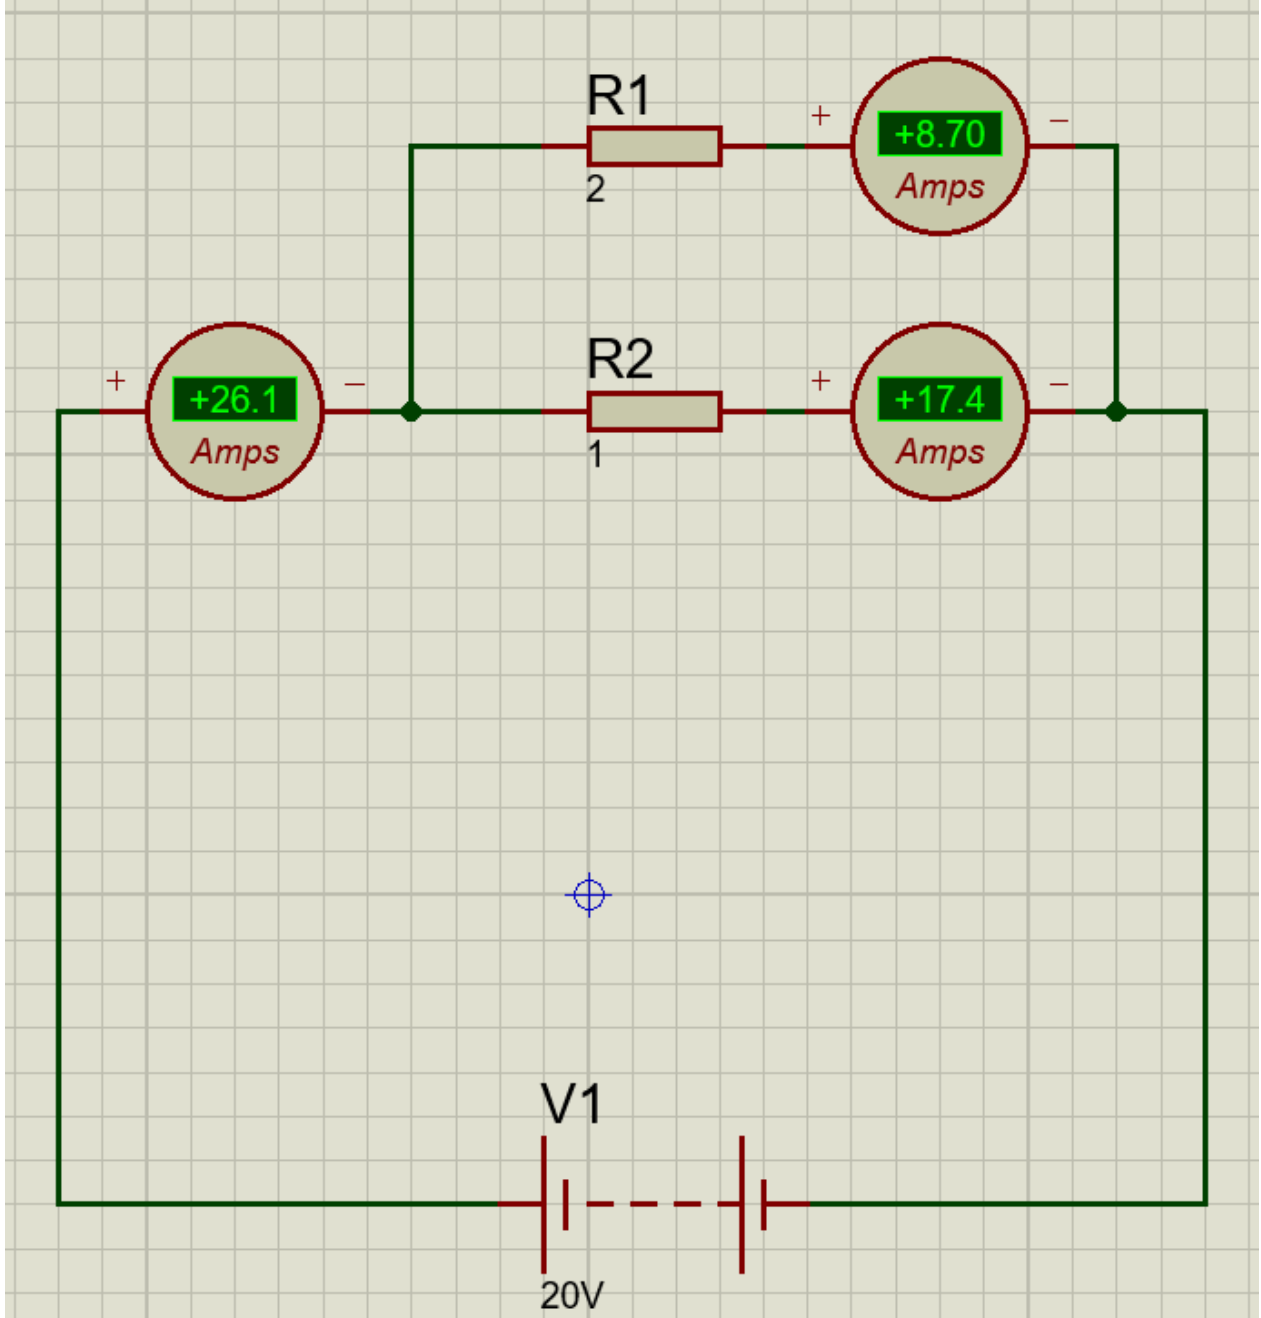 R1
2
+ +8.70 −
Amps
R2
1
+ +26.1 −
Amps
+ +17.4 −
Amps
V1
20V